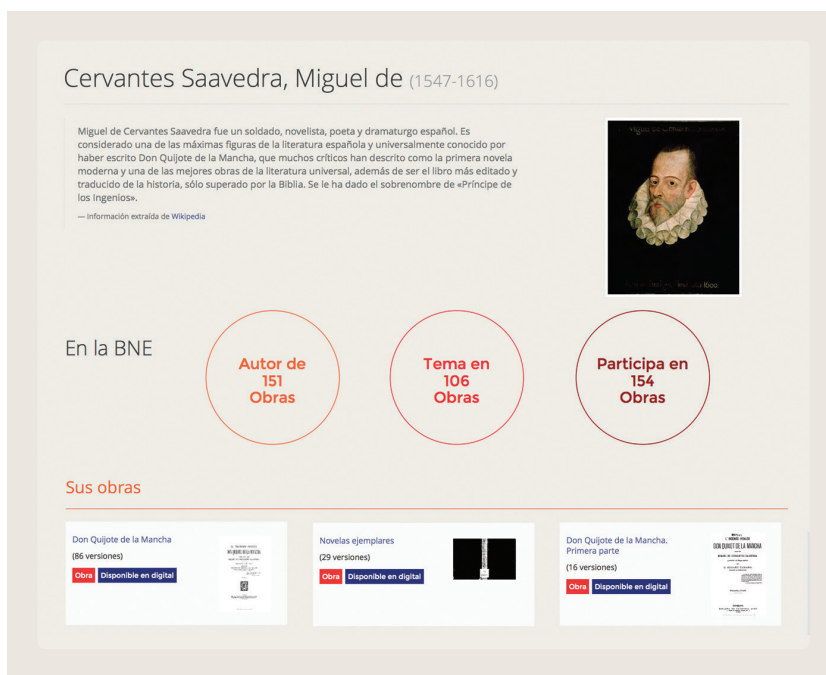 Cervantes Saavedra, Miguel de (1547-1616)
Miguel de Cervantes Saavedra fue un soldado, novelista, poeta y dramaturgo español. Es
considerado una de las máximas figuras de la literatura española y universalmente conocido por
haber escrito Don Quijote de la Mancha, que muchos críticos han descrito como la primera novela
moderna y una de las mejores obras de la literatura universal, además de ser el libro más editado y
traducido de la historia, sólo superado por la Biblia. Se le ha dado el sobrenombre de «Príncipe de
los Ingenios».
— Información extraída de Wikipedia
En la BNE
Autor de
151
Obras
Tema en
106
Obras
Participa en
154
Obras
Sus obras
Don Quijote de la Mancha
(86 versiones)
Obra Disponible en digital
Novelas ejemplares
(29 versiones)
Obra Disponible en digital
Don Quijote de la Mancha.
Primera parte
(16 versiones)
Obra Disponible en digital
DON QUIJOTE DE LA MANCHA